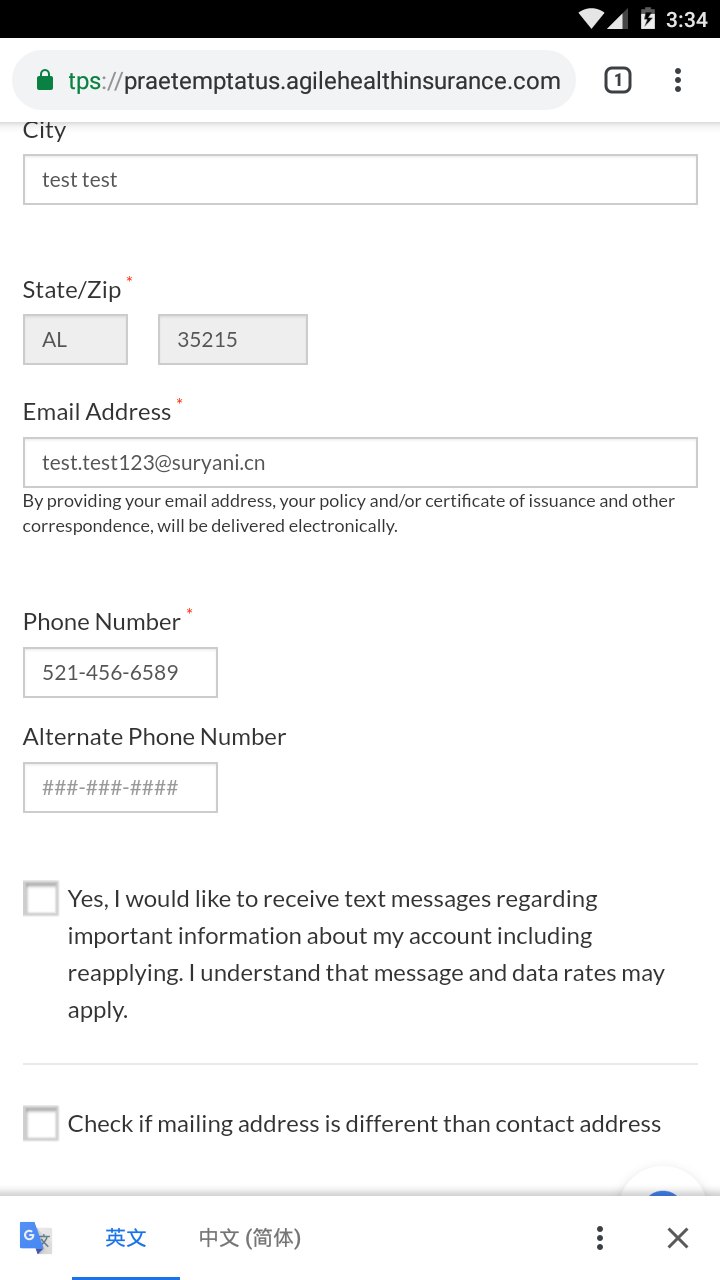 3:34
tps://praetemptatus.agilehealthinsurance.com
1
City
test test
State/Zip *
AL 35215
Email Address *
test.test123@suryani.cn
By providing your email address, your policy and/or certificate of issuance and other
correspondence, will be delivered electronically.
Phone Number *
521-456-6589
Alternate Phone Number
###-###-####
Yes, I would like to receive text messages regarding
important information about my account including
reapplying. I understand that message and data rates may
apply.
Check if mailing address is different than contact address
G 文
英文 中文 (简体)